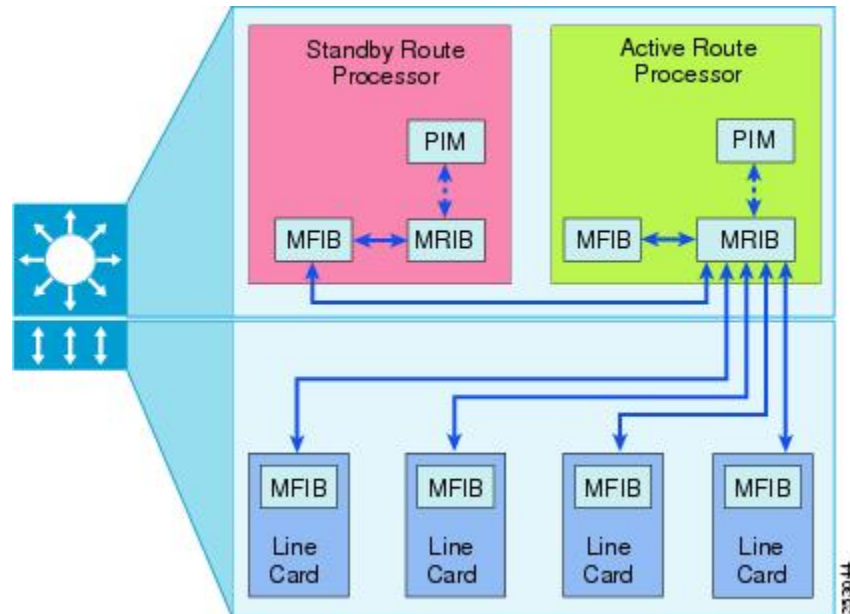 Standby Route
Processor
Active Route
Processor
PIM
PIM
MFIB
MRIB
MFIB
MRIB
MFIB
MFIB
MFIB
MFIB
Line
Card
Line
Card
Line
Card
Line
Card